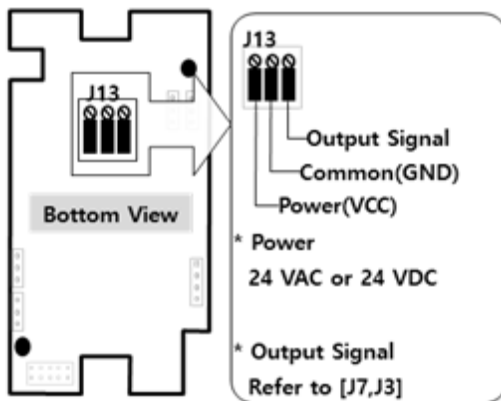 J13
Bottom View
J13
Output Signal
Common(GND)
Power(VCC)
* Power
24 VAC or 24 VDC
* Output Signal
Refer to [J7,J3]